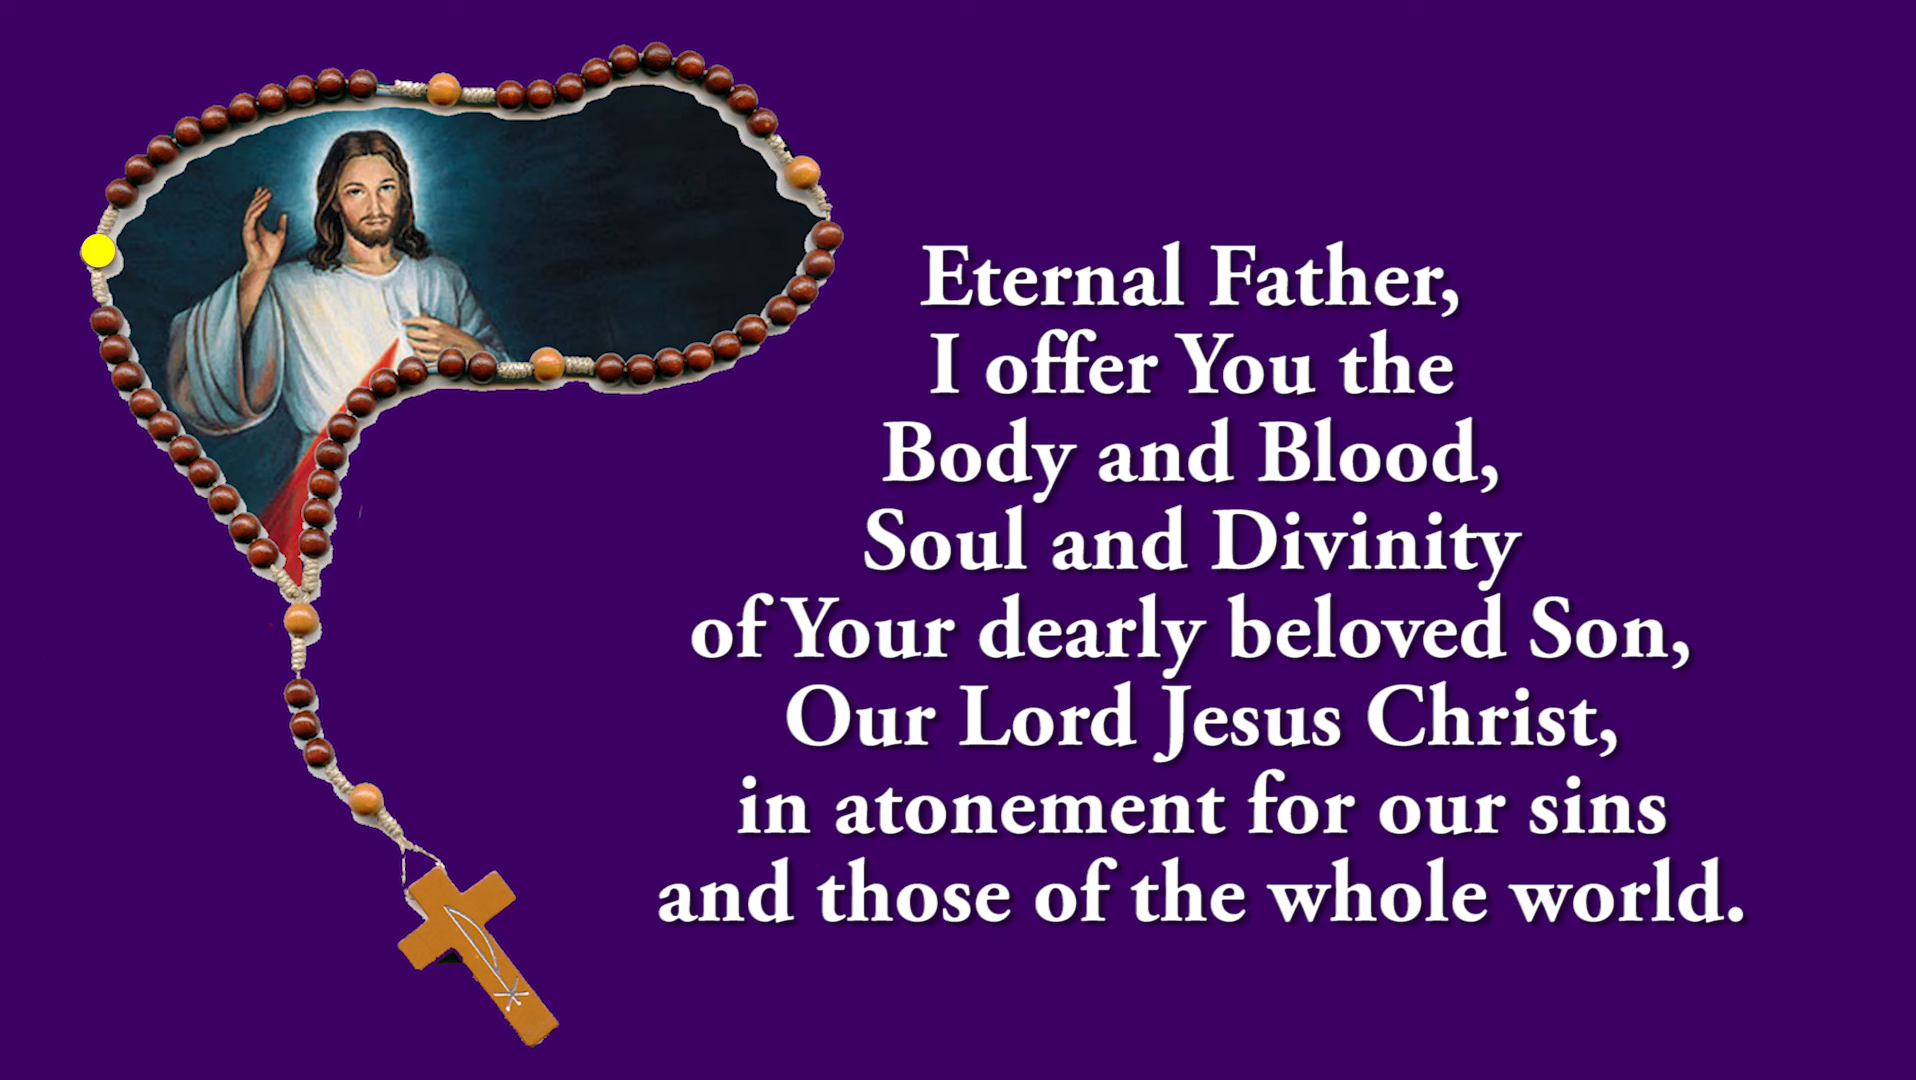 Eternal Father,
I offer You the
Body and Blood,
Soul and Divinity
of Your dearly beloved Son,
Our Lord Jesus Christ,
in atonement for our sins
and those of the whole world.